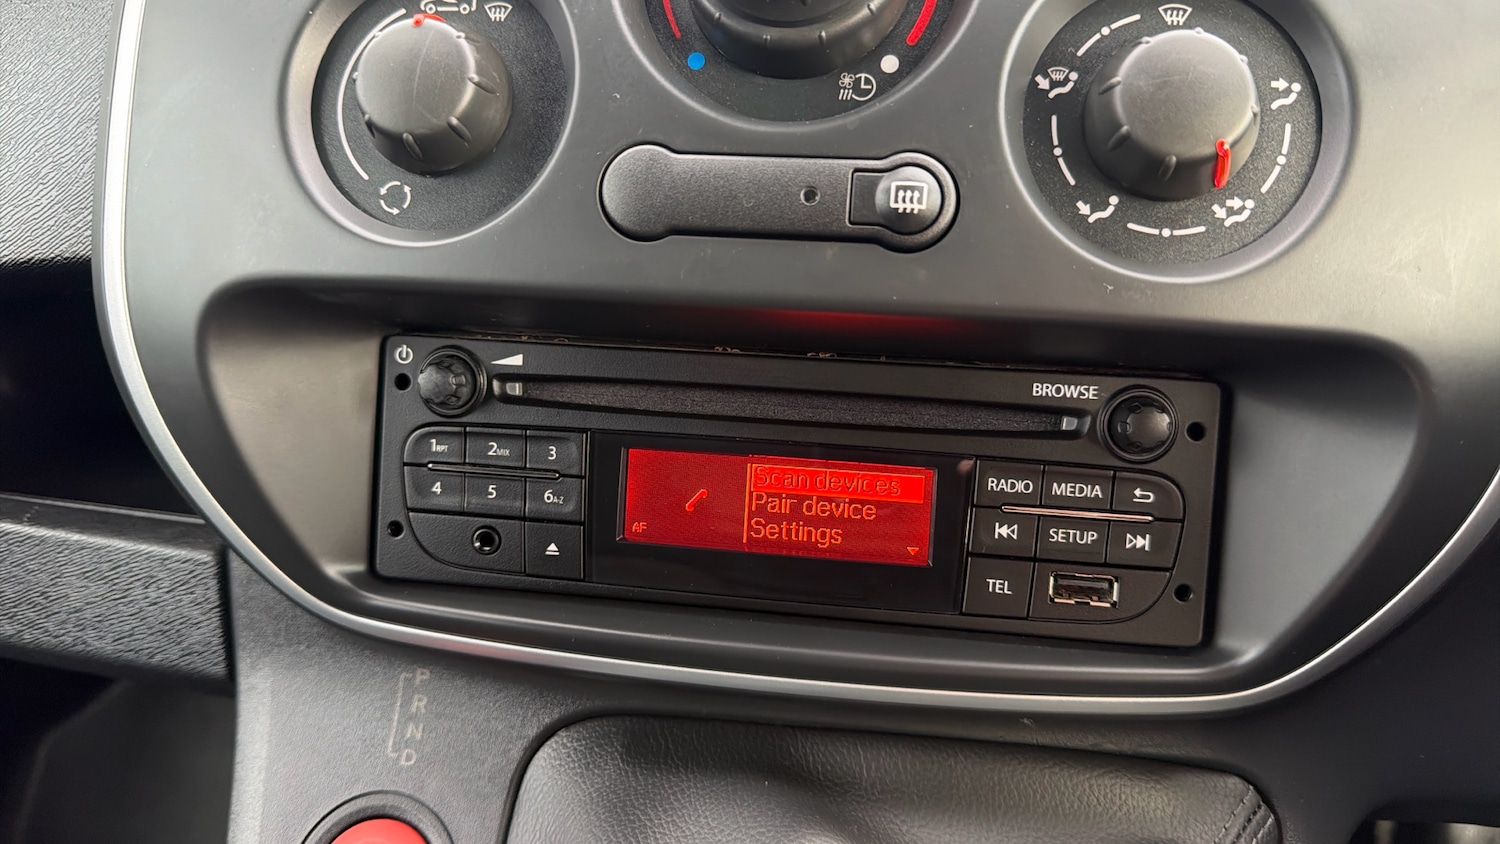 BROWSE
1RPT 2MIX 3
4 5 6A-Z
Scan devices
Pair device
Settings
AF
RADIO MEDIA
SETUP
TEL
P
R
N
D